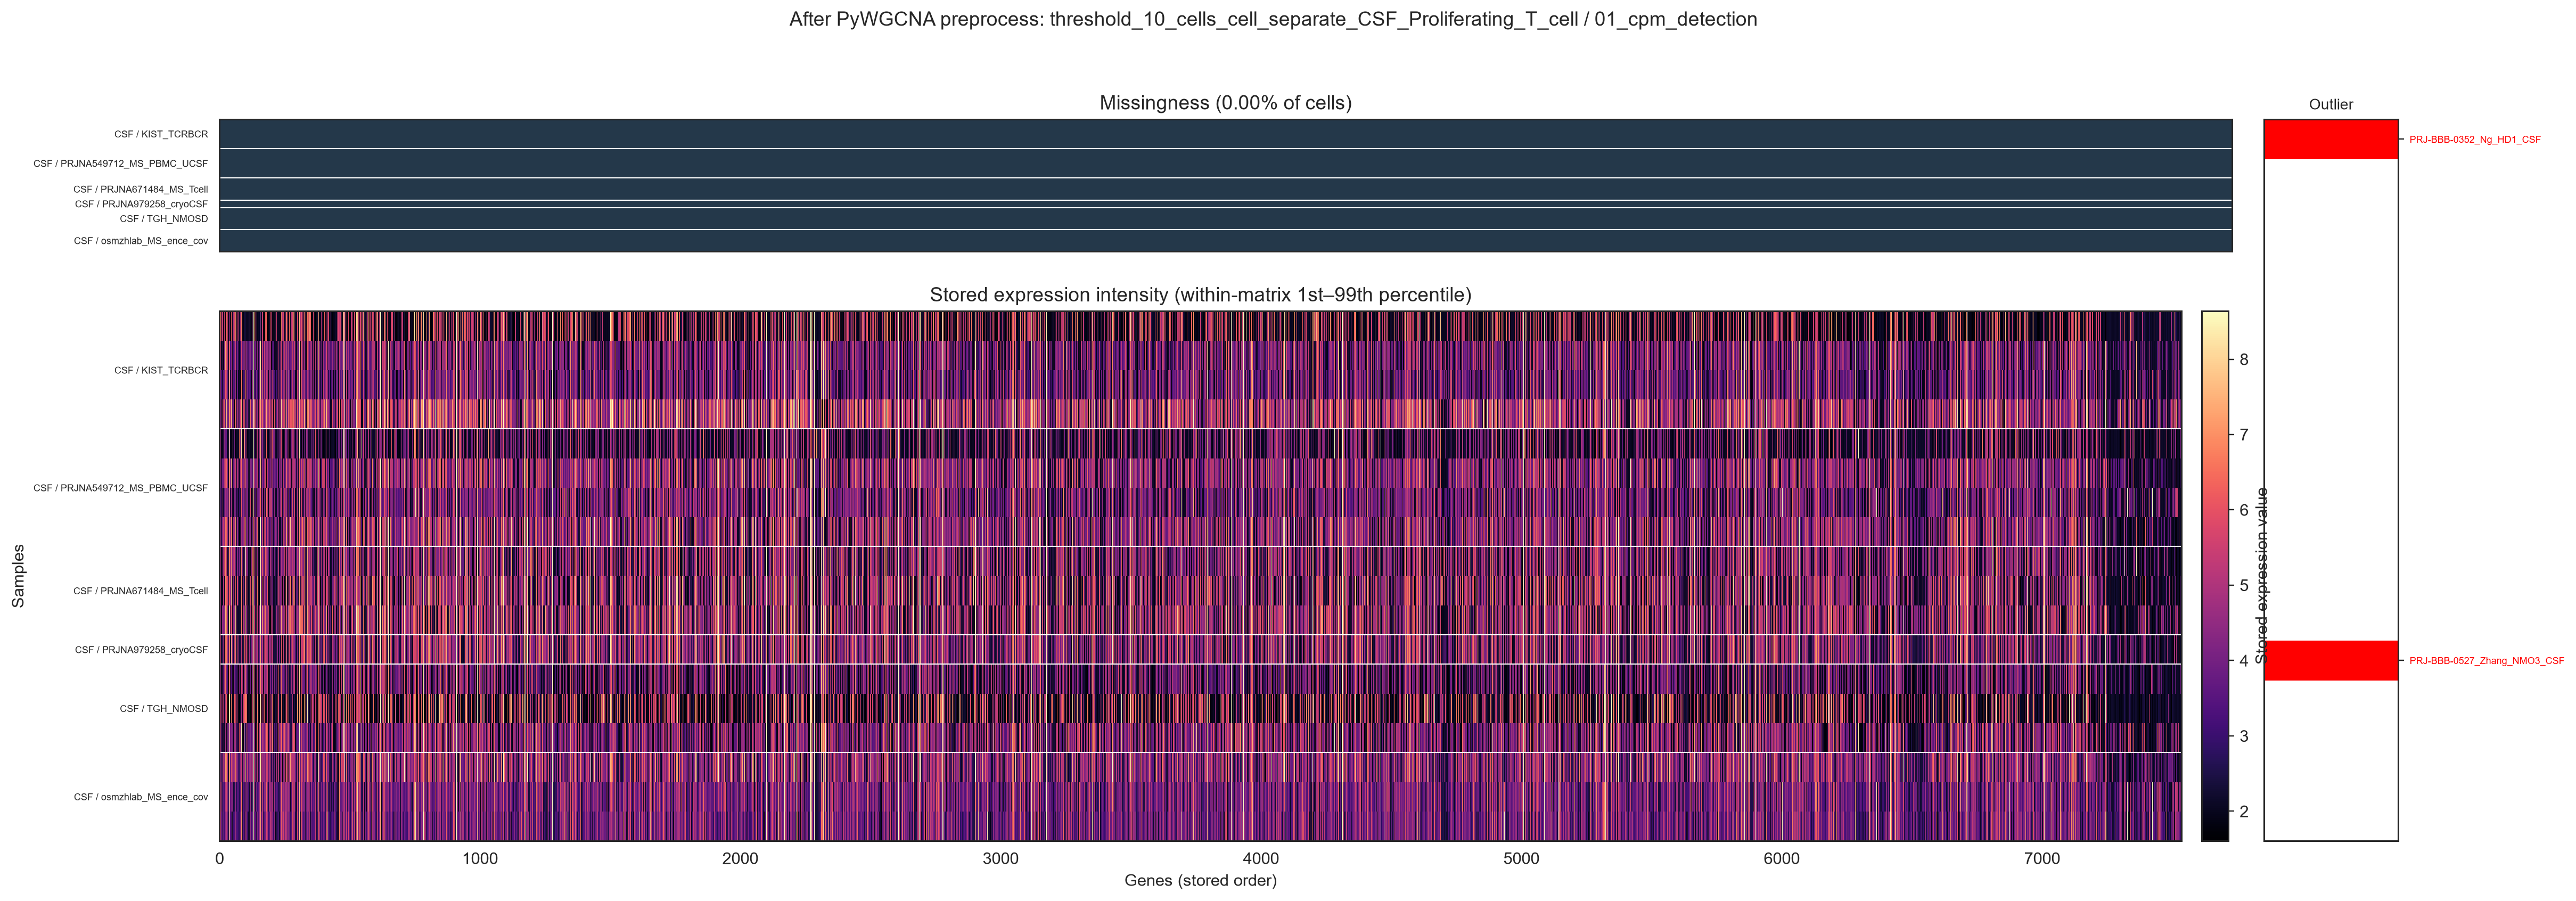 After PyWGCNA preprocess: threshold_10_cells_cell_separate_CSF_Proliferating_T_cell / 01_cpm_detection
Missingness (0.00% of cells)
Outlier
CSF / KIST_TCRBCR
CSF / PRJNA549712_MS_PBMC_UCSF
CSF / PRJNA671484_MS_Tcell
CSF / PRJNA979258_cryoCSF
CSF / TGH_NMOSD
CSF / osmzhlab_MS_ence_cov
PRJ-BBB-0352_Ng_HD1_CSF
Stored expression intensity (within-matrix 1st–99th percentile)
Samples
CSF / KIST_TCRBCR
CSF / PRJNA549712_MS_PBMC_UCSF
CSF / PRJNA671484_MS_Tcell
CSF / PRJNA979258_cryoCSF
CSF / TGH_NMOSD
CSF / osmzhlab_MS_ence_cov
8
7
6
5
4
3
2
Stored expression value
PRJ-BBB-0527_Zhang_NMO3_CSF
0 1000 2000 3000 4000 5000 6000 7000
Genes (stored order)